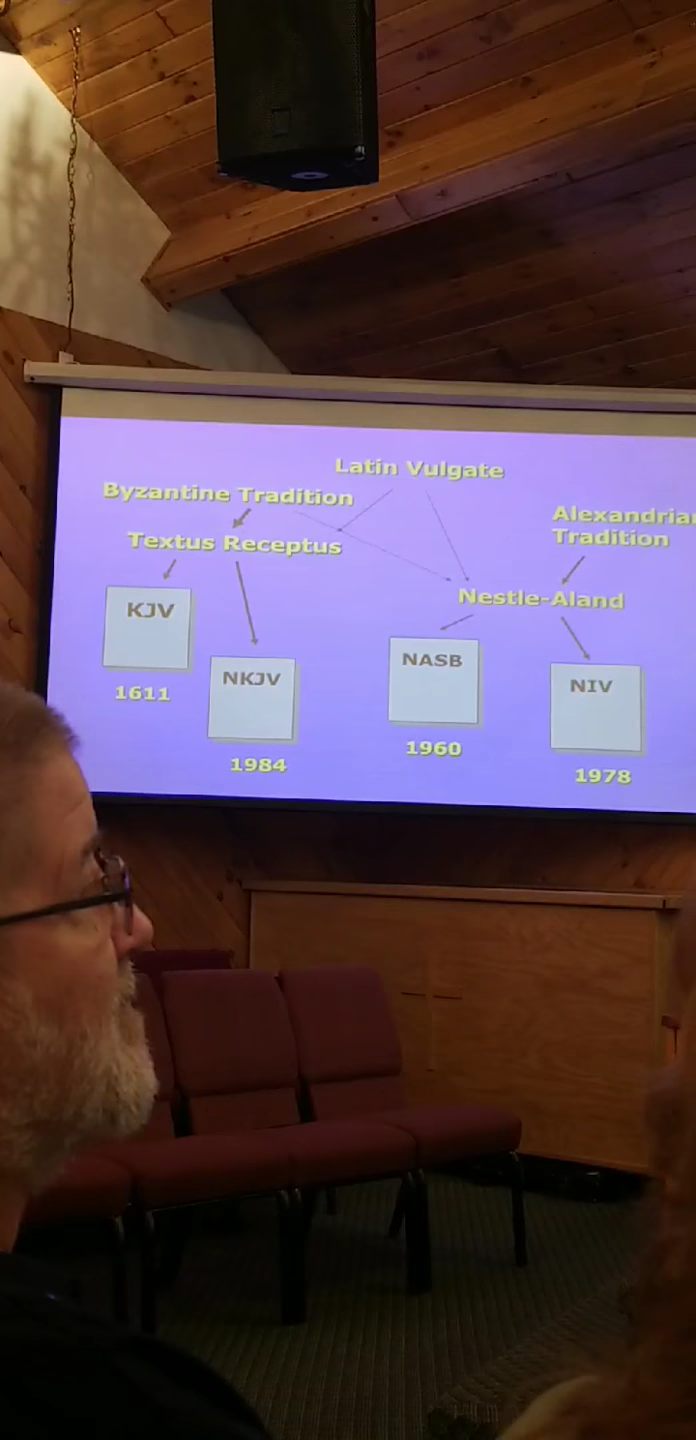 Latin Vulgate
Byzantine Tradition
Alexandrian
Tradition
Textus Receptus
Nestle-Aland
KJV
NKJV
NASB
NIV
1611
1984
1960
1978